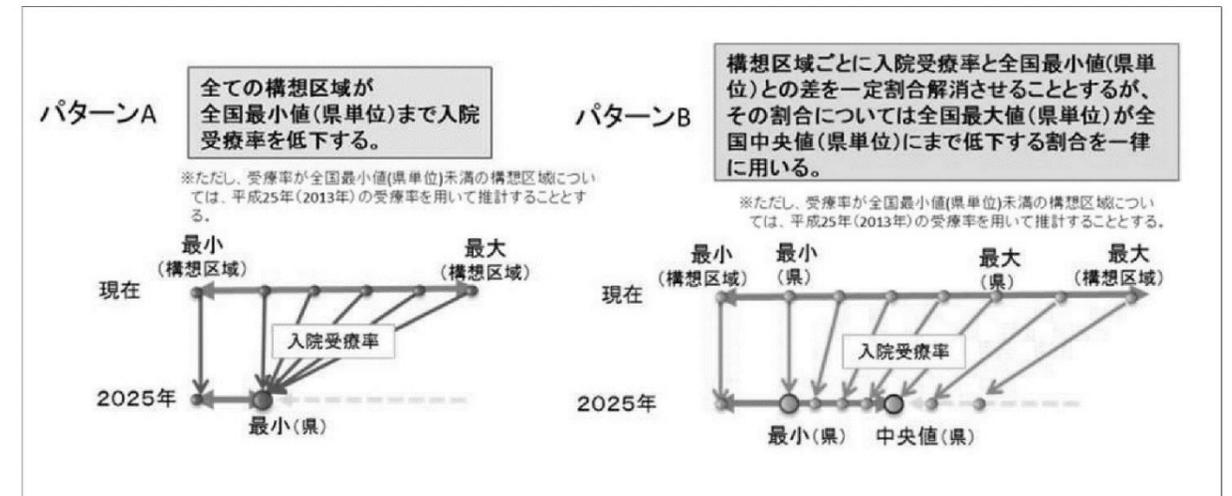 パターンA
全ての構想区域が
全国最小値(県単位)まで入院
受療率を低下する。
※ただし、受療率が全国最小値(県単位)未満の構想区域につい
ては、平成25年(2013年)の受療率を用いて推計することとす
る。
最小
(構想区域)
最大
(構想区域)
現在
入院受療率
2025年
最小(県)
パターンB
構想区域ごとに入院受療率と全国最小値(県単
位)との差を一定割合解消させることとするが、
その割合については全国最大値(県単位)が全
国中央値(県単位)にまで低下する割合を一律
に用いる。
※ただし、受療率が全国最小値(県単位)未満の構想区域につい
ては、平成25年(2013年)の受療率を用いて推計することとする。
最小
(構想区域)
最小
(県)
最大
(県)
最大
(構想区域)
現在
入院受療率
2025年
最小(県)
中央値(県)